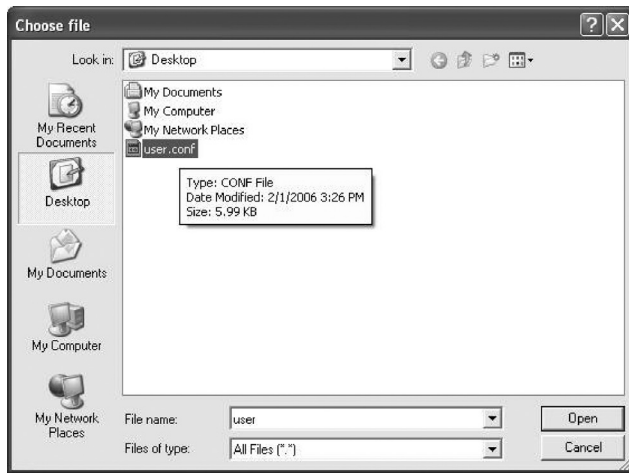 Choose file
Look in:
Desktop
My Recent
Documents
Desktop
My Documents
My Computer
My Network
Places
My Documents
My Computer
My Network Places
user.conf
Type: CONF File
Date Modified: 2/1/2006 3:26 PM
Size: 5.99 KB
File name:
user
Open
Files of type:
All Files (*.*)
Cancel